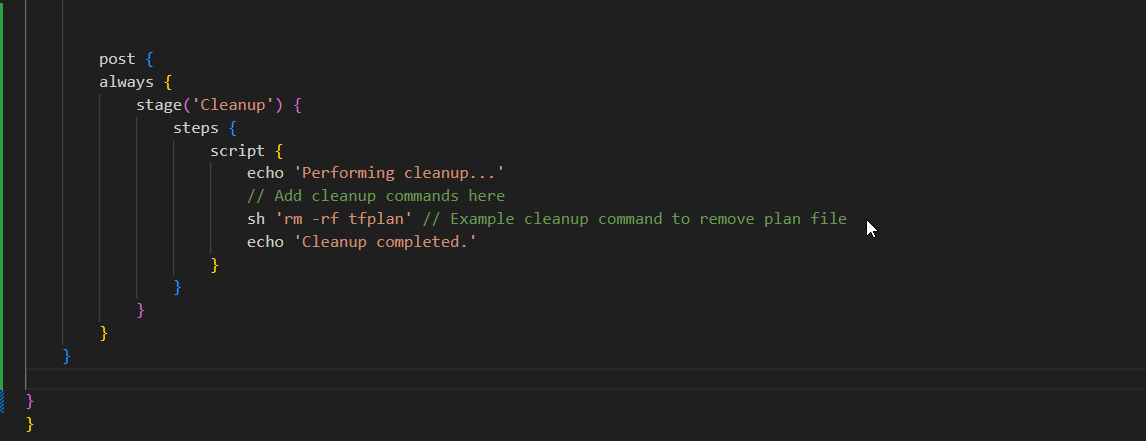 post {
always {
stage('Cleanup') {
steps {
script {
echo 'Performing cleanup...'
// Add cleanup commands here
sh 'rm -rf tfplan' // Example cleanup command to remove plan file
echo 'Cleanup completed.'
}
}
}
}
}
}
}